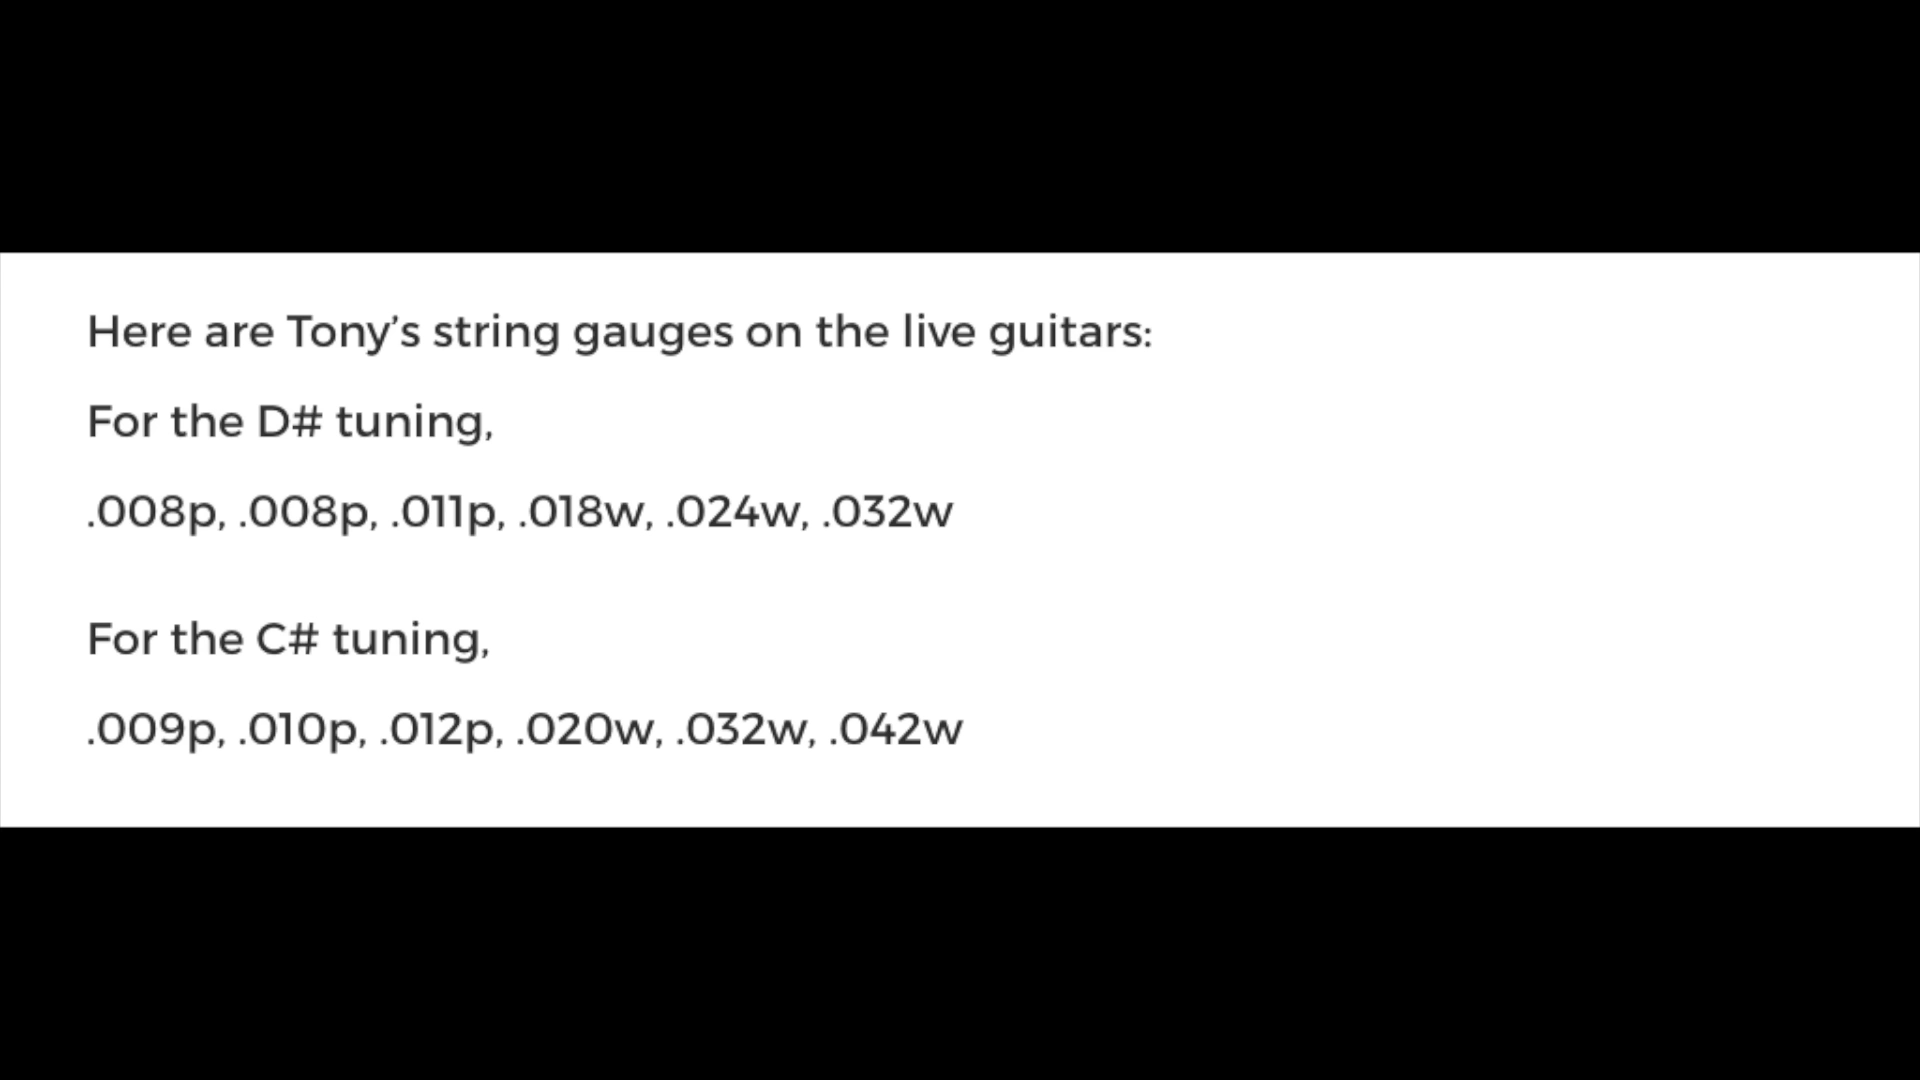 Here are Tony’s string gauges on the live guitars:
For the D# tuning,
.008p, .008p, .011p, .018w, .024w, .032w
For the C# tuning,
.009p, .010p, .012p, .020w, .032w, .042w